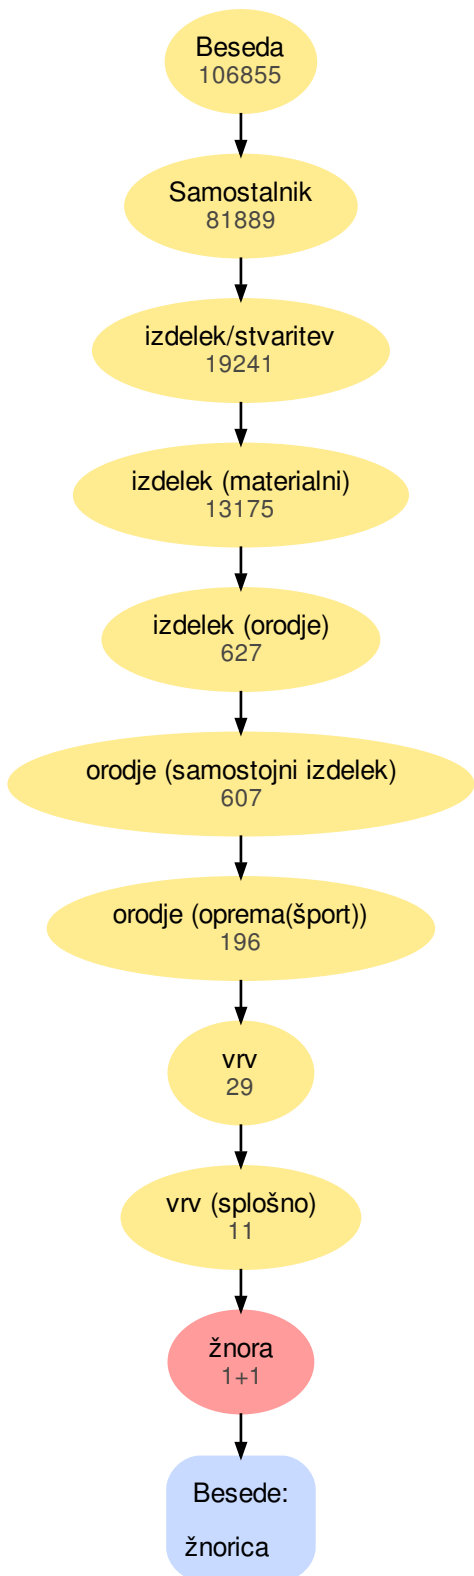 Beseda
106855
Samostalnik
81889
izdelek/stvaritev
19241
izdelek (materialni)
13175
izdelek (orodje)
627
orodje (samostojni izdelek)
607
orodje (oprema(šport))
196
vrv
29
vrv (splošno)
11
žnora
1+1
Besede:
žnorica